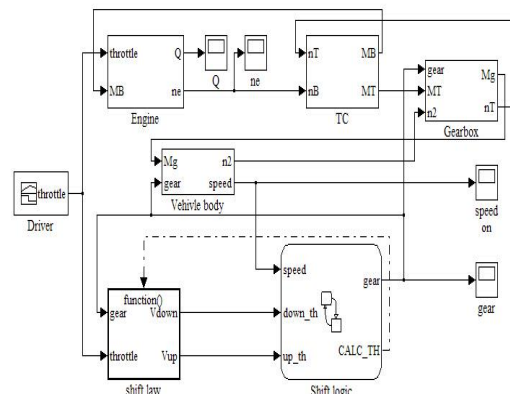 throttle
MB
Q
ne
Engine
Q
ne
nT
nB
MB
MT
TC
gear
MT
n2
Mg
nT
Gearbox
Mg
gear
n2
speed
Vehivle body
throttle
Driver
speed
on
function()
gear
throttle
Vdown
Vup
shift law
speed
down_th
up_th
gear
CALC_TH
Shift logic
gear